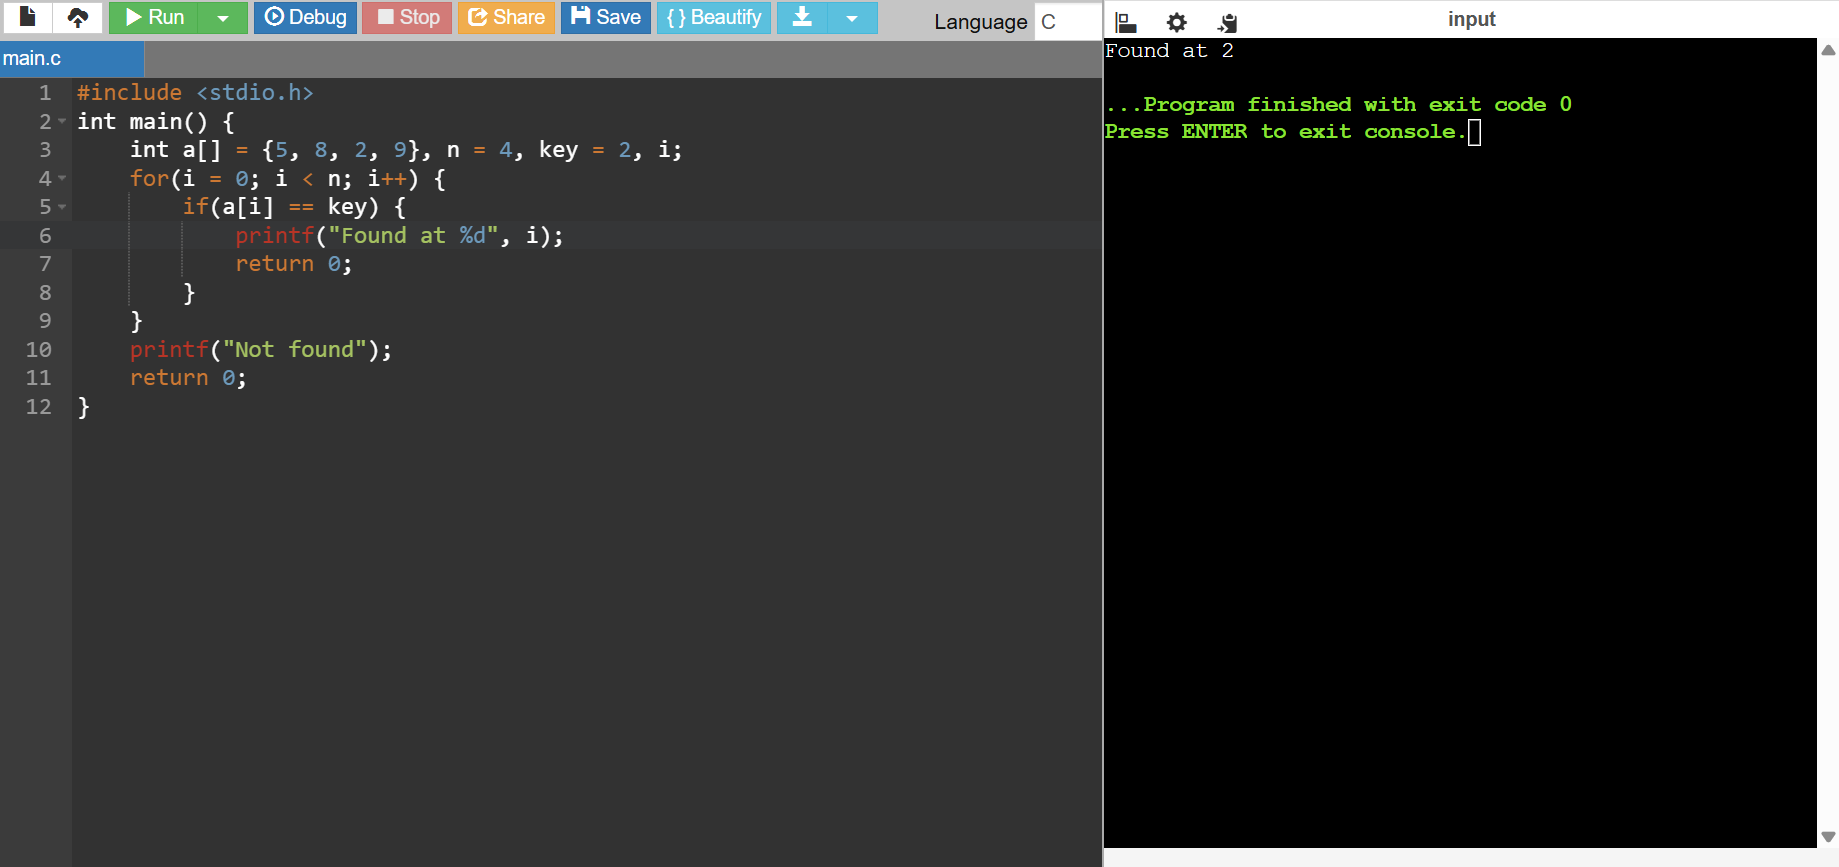 Run Debug Stop Share Save { } Beautify Language C
main.c
1 #include <stdio.h>
2 int main() {
3     int a[] = {5, 8, 2, 9}, n = 4, key = 2, i;
4     for(i = 0; i < n; i++) {
5         if(a[i] == key) {
6             printf("Found at %d", i);
7             return 0;
8         }
9     }
10     printf("Not found");
11     return 0;
12 }
input
Found at 2
...Program finished with exit code 0
Press ENTER to exit console.